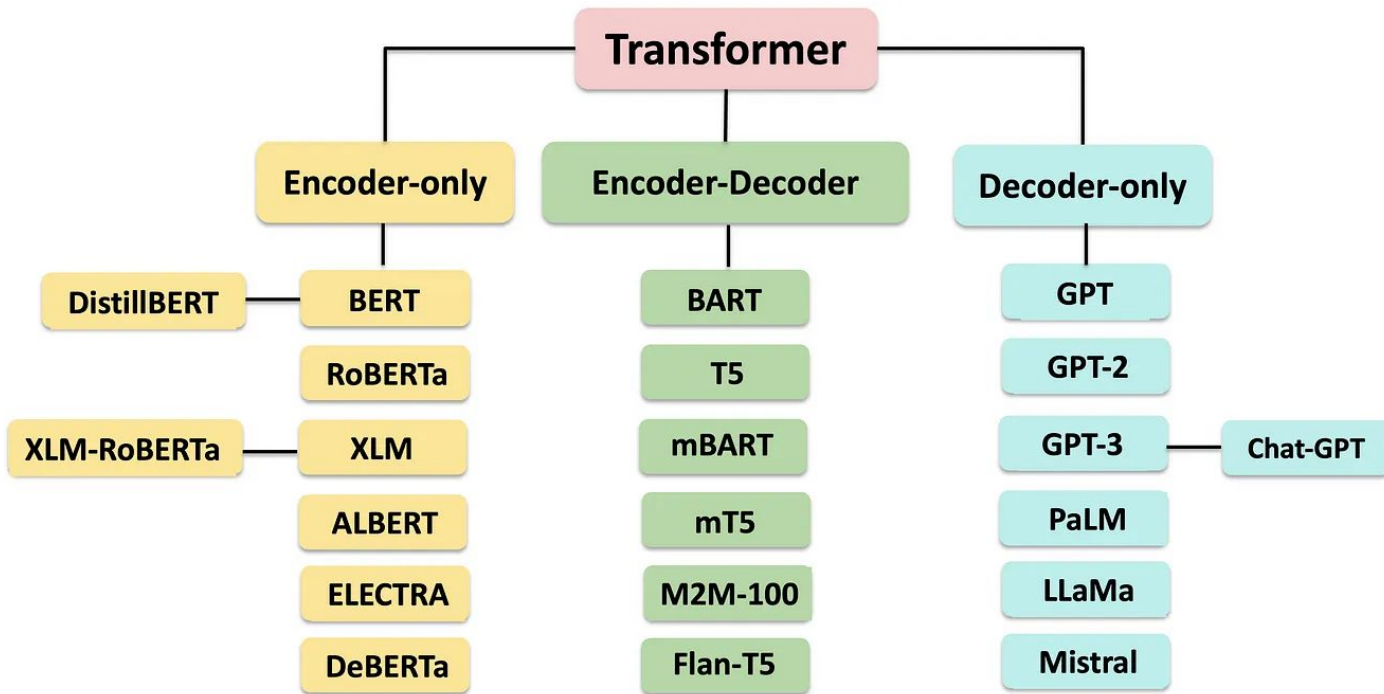 Transformer
Encoder-only
Encoder-Decoder
Decoder-only
DistillBERT
BERT
BART
GPT
RoBERTa
T5
GPT-2
XLM-RoBERTa
XLM
mBART
GPT-3
Chat-GPT
ALBERT
mT5
PaLM
ELECTRA
M2M-100
LLaMa
DeBERTa
Flan-T5
Mistral